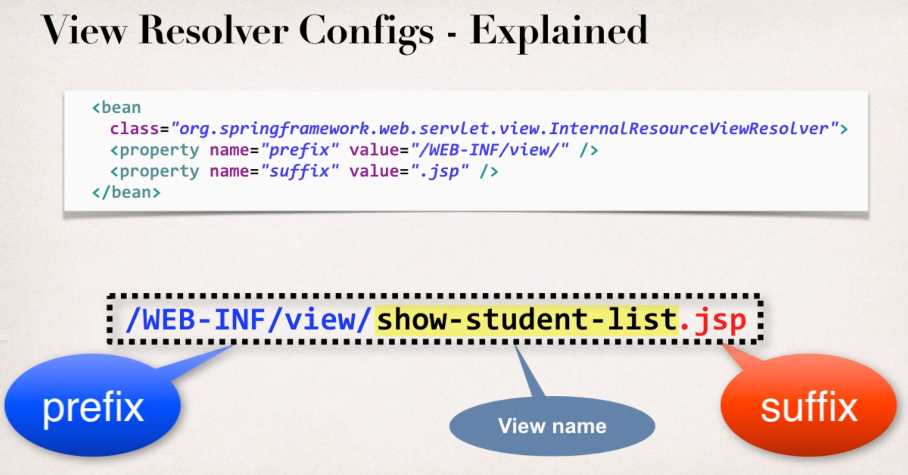 View Resolver Configs - Explained
<bean
class="org.springframework.web.servlet.view.InternalResourceViewResolver">
<property name="prefix" value="/WEB-INF/view/" />
<property name="suffix" value=".jsp" />
</bean>
/WEB-INF/view/show-student-list.jsp
prefix
View name
suffix